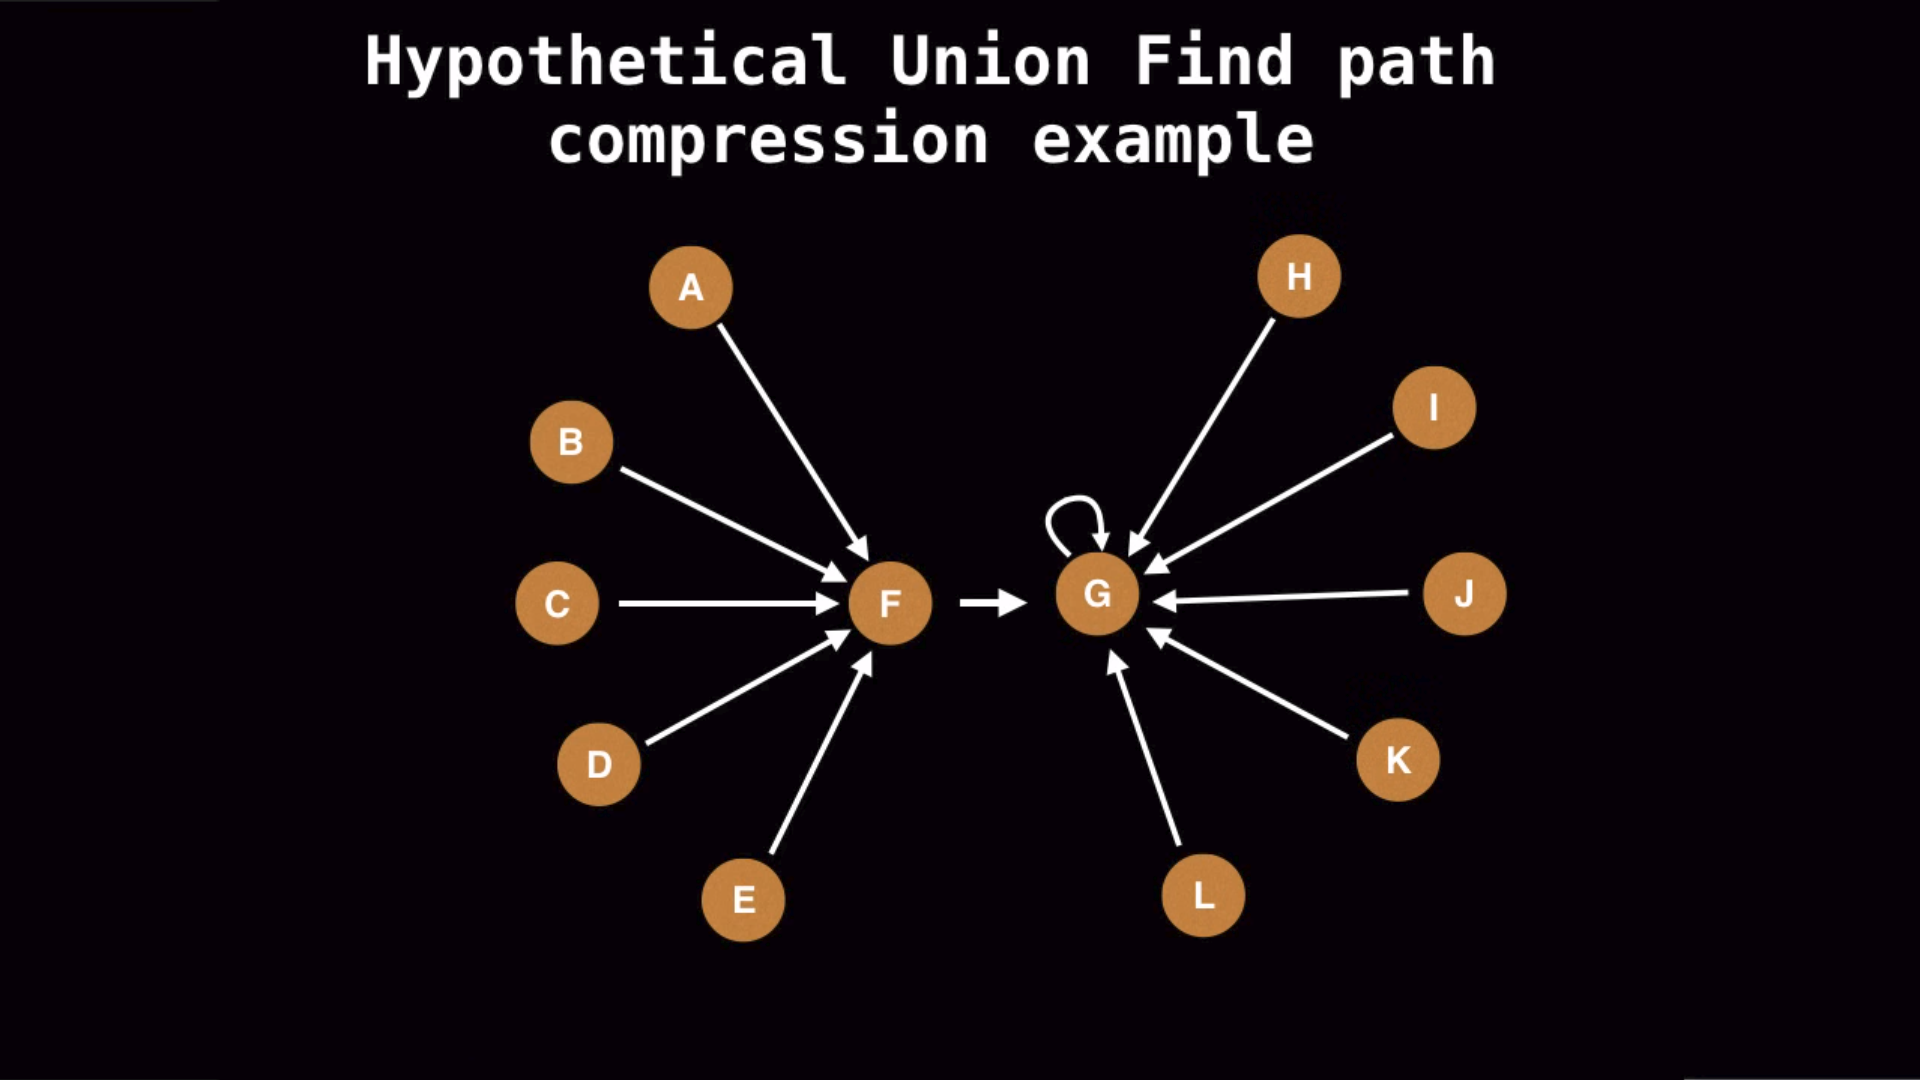 Hypothetical Union Find path
compression example
A
H
B
I
C
F
G
J
D
K
E
L